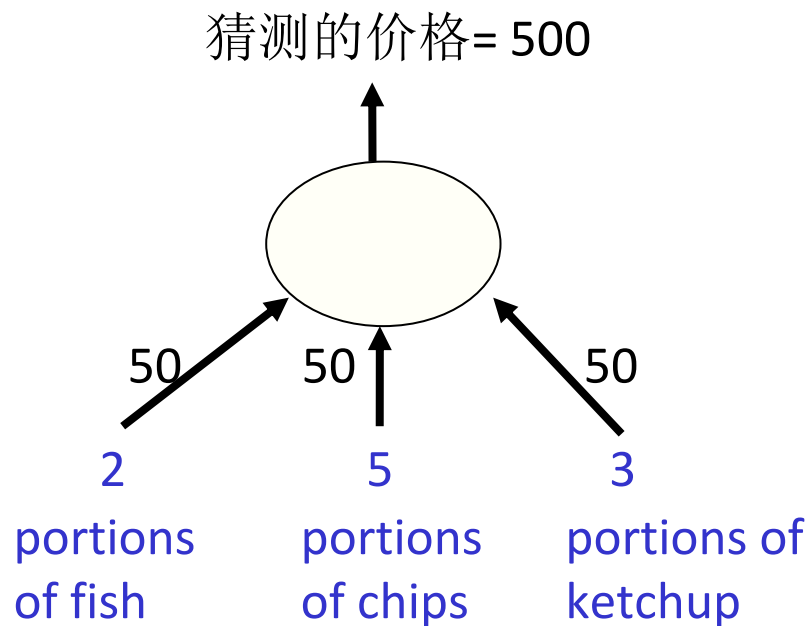 猜测的价格= 500
50 50 50
2 5 3
portions portions portions of
of fish of chips ketchup